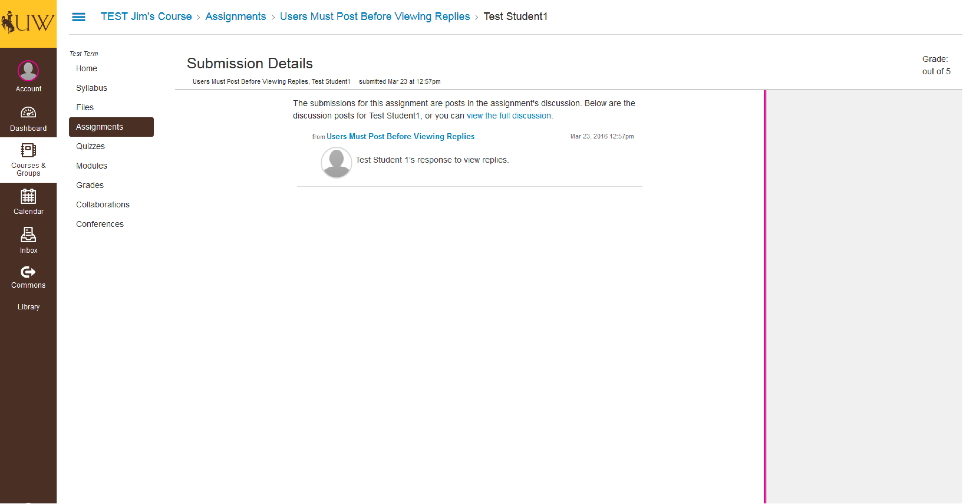 UW
TEST Jim's Course > Assignments > Users Must Post Before Viewing Replies > Test Student1
Account
Dashboard
Courses &
Groups
Calendar
Inbox
Commons
Library
Test Term
Home
Syllabus
Files
Assignments
Quizzes
Modules
Grades
Collaborations
Conferences
Submission Details
Users Must Post Before Viewing Replies, Test Student1 submitted Mar 23 at 12:57pm
Grade:
out of 5
The submissions for this assignment are posts in the assignment's discussion. Below are the
discussion posts for Test Student1, or you can view the full discussion.
from Users Must Post Before Viewing Replies Mar 23, 2016 12:57pm
Test Student 1's response to view replies.